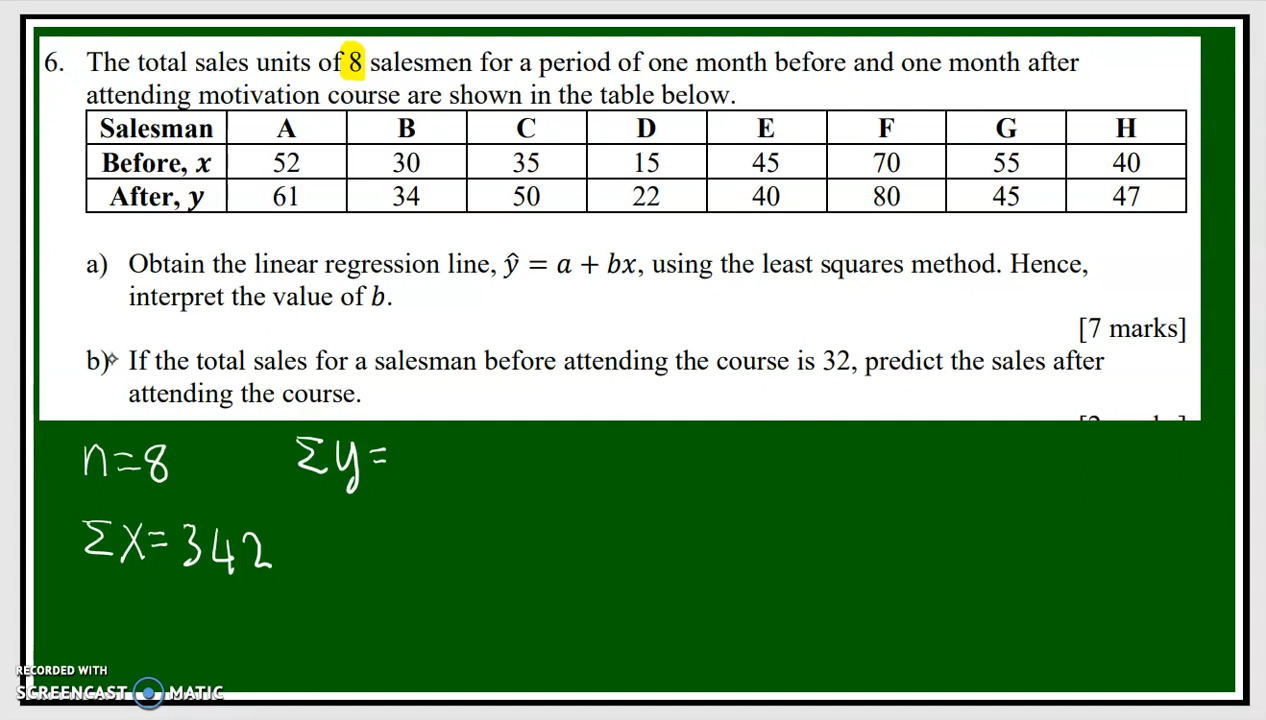 6. The total sales units of 8 salesmen for a period of one month before and one month after
attending motivation course are shown in the table below.
Salesman A B C D E F G H
Before, x 52 30 35 15 45 70 55 40
After, y 61 34 50 22 40 80 45 47
a) Obtain the linear regression line, ŷ = a + bx, using the least squares method. Hence,
interpret the value of b.
[7 marks]
b) If the total sales for a salesman before attending the course is 32, predict the sales after
attending the course.
n=8 Σy=
Σx=342
RECORDED WITH
SCREENCAST MATIC